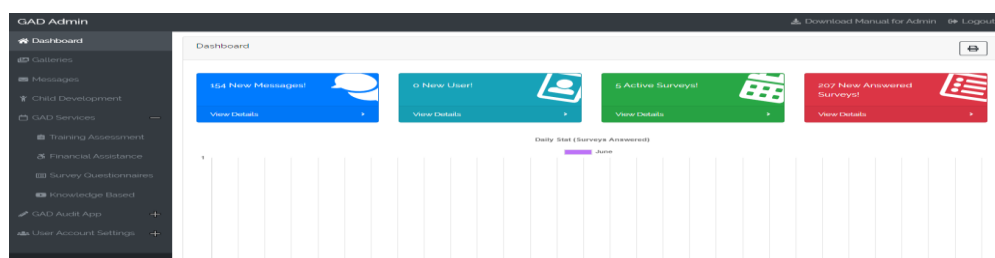 GAD Admin
Download Manual for Admin
Logout
Dashboard
Galleries
Messages
Child Development
GAD Services
Training Assessment
Financial Assistance
Survey Questionnaires
Knowledge Based
GAD Audit App
User Account Settings
Dashboard
154 New Messages!
View Details
0 New User!
View Details
5 Active Surveys!
View Details
207 New Answered
Surveys!
View Details
Daily Stat (Surveys Answered)
June
1